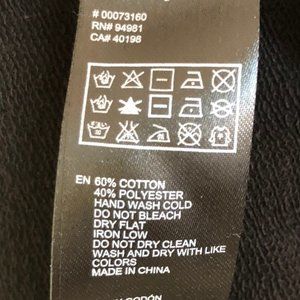 # 00073160
RN# 94981
CA# 40198
EN 60% COTTON
40% POLYESTER
HAND WASH COLD
DO NOT BLEACH
DRY FLAT
IRON LOW
DO NOT DRY CLEAN
WASH AND DRY WITH LIKE
COLORS
MADE IN CHINA